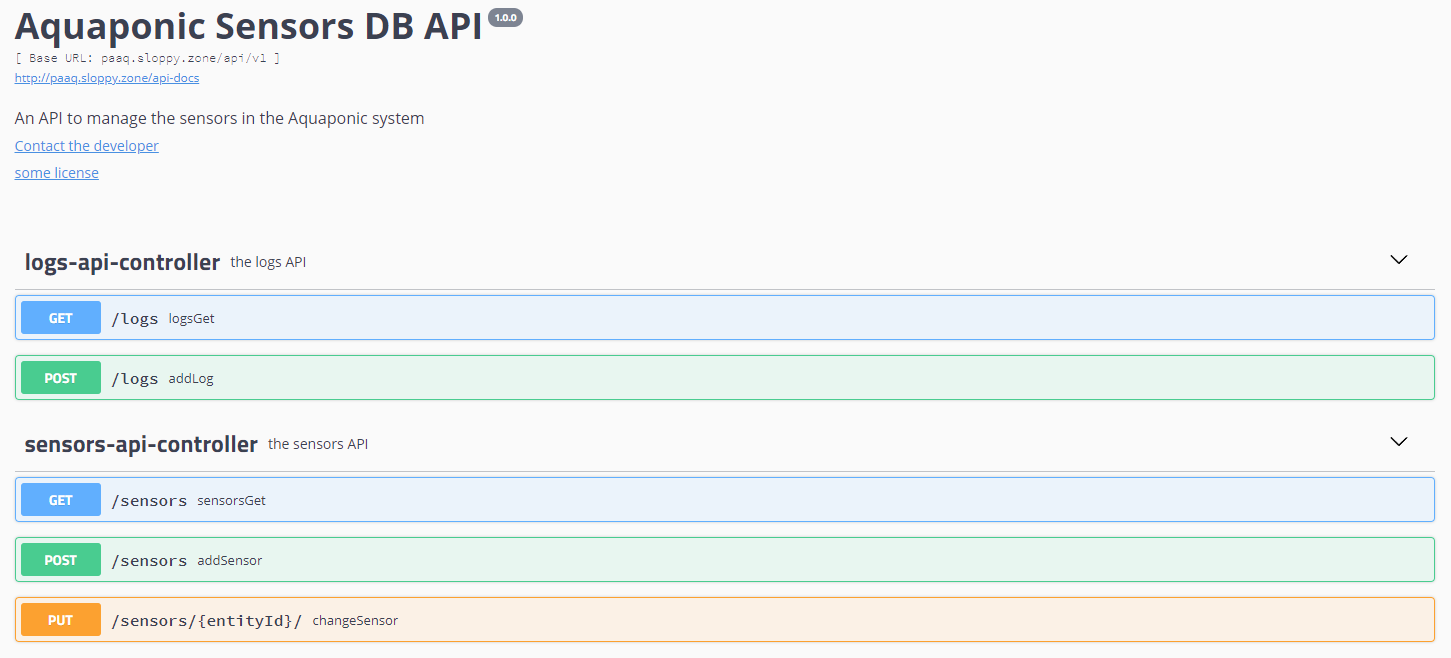 Aquaponic Sensors DB API 1.0.0
[ Base URL: paaq.sloppy.zone/api/v1 ]
http://paaq.sloppy.zone/api-docs
An API to manage the sensors in the Aquaponic system
Contact the developer
some license
logs-api-controller the logs API
GET /logs logsGet
POST /logs addLog
sensors-api-controller the sensors API
GET /sensors sensorsGet
POST /sensors addSensor
PUT /sensors/{entityId}/ changeSensor